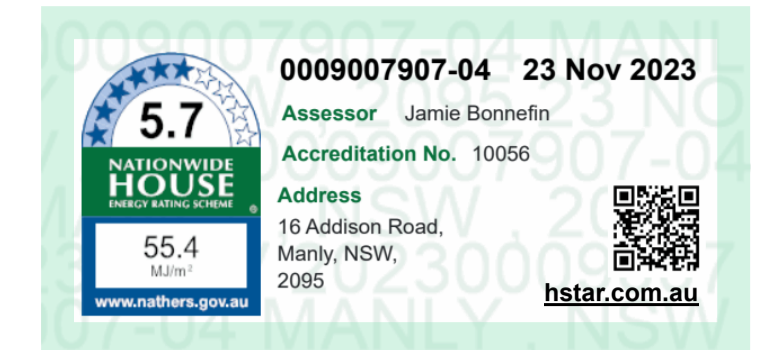 0009007907-04 23 Nov 2023
Assessor Jamie Bonnefin
Accreditation No. 10056
Address
16 Addison Road,
Manly, NSW,
2095
hstar.com.au
5.7
NATIONWIDE
HOUSE
ENERGY RATING SCHEME ®
55.4
MJ/m²
www.nathers.gov.au